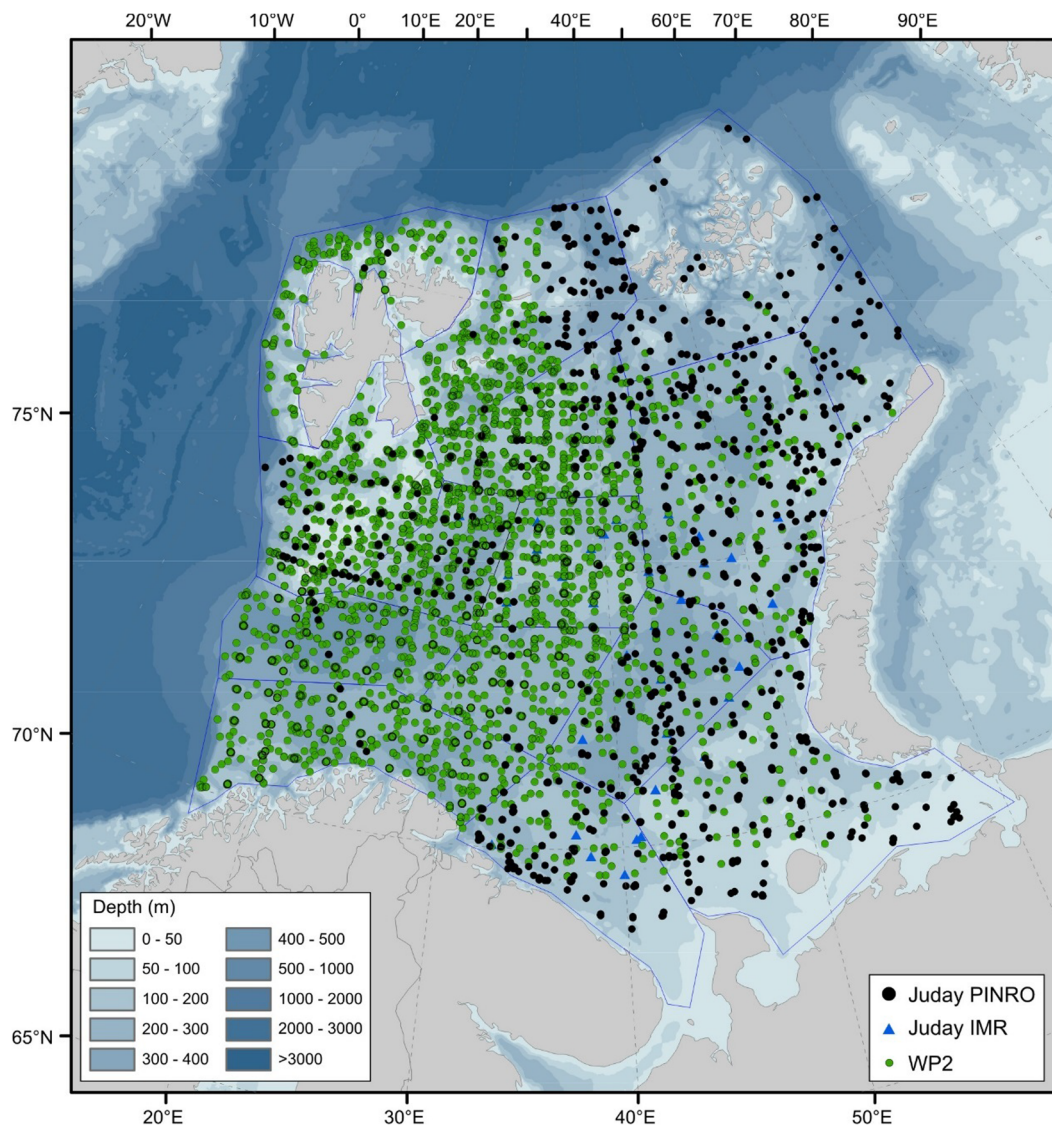 20°W 10°W 0° 10°E 20°E 40°E 60°E 70°E 80°E 90°E
75°N
70°N
65°N
Depth (m)
0 - 50 400 - 500
50 - 100 500 - 1000
100 - 200 1000 - 2000
200 - 300 2000 - 3000
300 - 400 >3000
Juday PINRO
Juday IMR
WP2
20°E 30°E 40°E 50°E